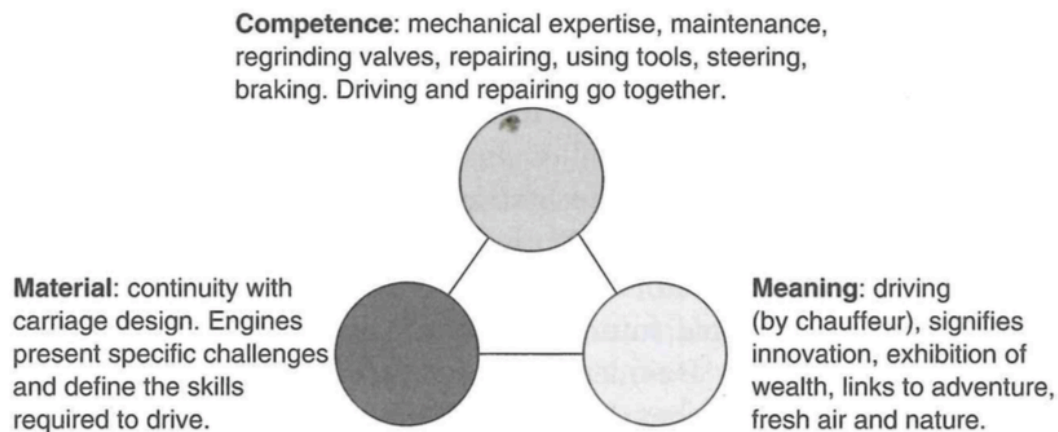 Competence: mechanical expertise, maintenance,
regrinding valves, repairing, using tools, steering,
braking. Driving and repairing go together.
Material: continuity with
carriage design. Engines
present specific challenges
and define the skills
required to drive.
Meaning: driving
(by chauffeur), signifies
innovation, exhibition of
wealth, links to adventure,
fresh air and nature.